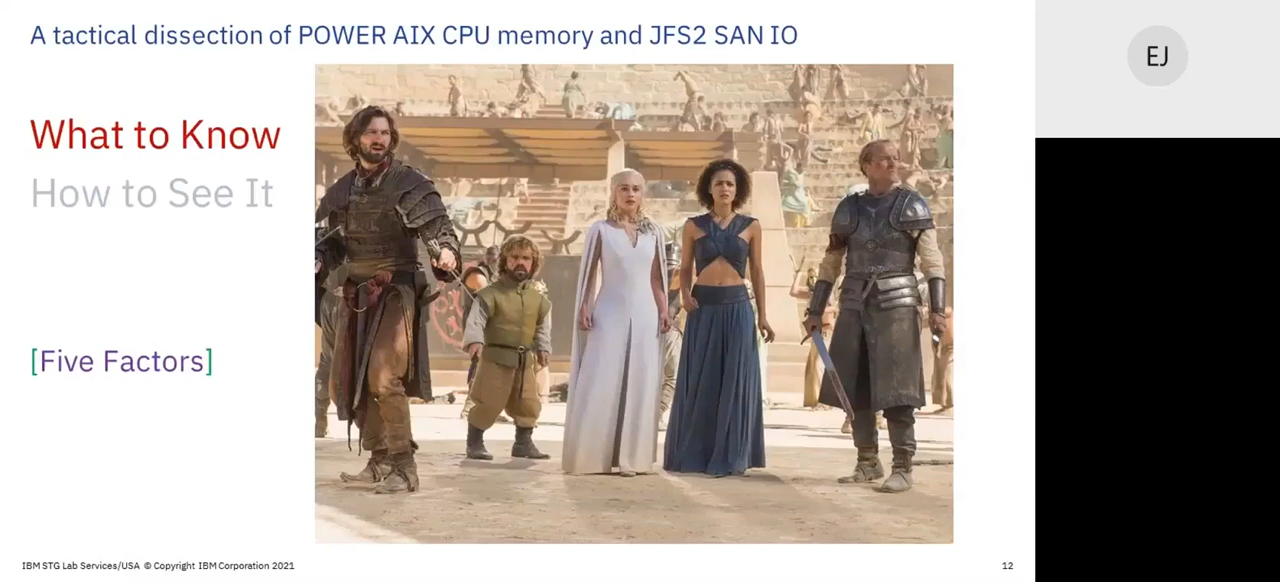 A tactical dissection of POWER AIX CPU memory and JFS2 SAN IO
What to Know
How to See It
[Five Factors]
IBM STG Lab Services/USA © Copyright IBM Corporation 2021
12
EJ